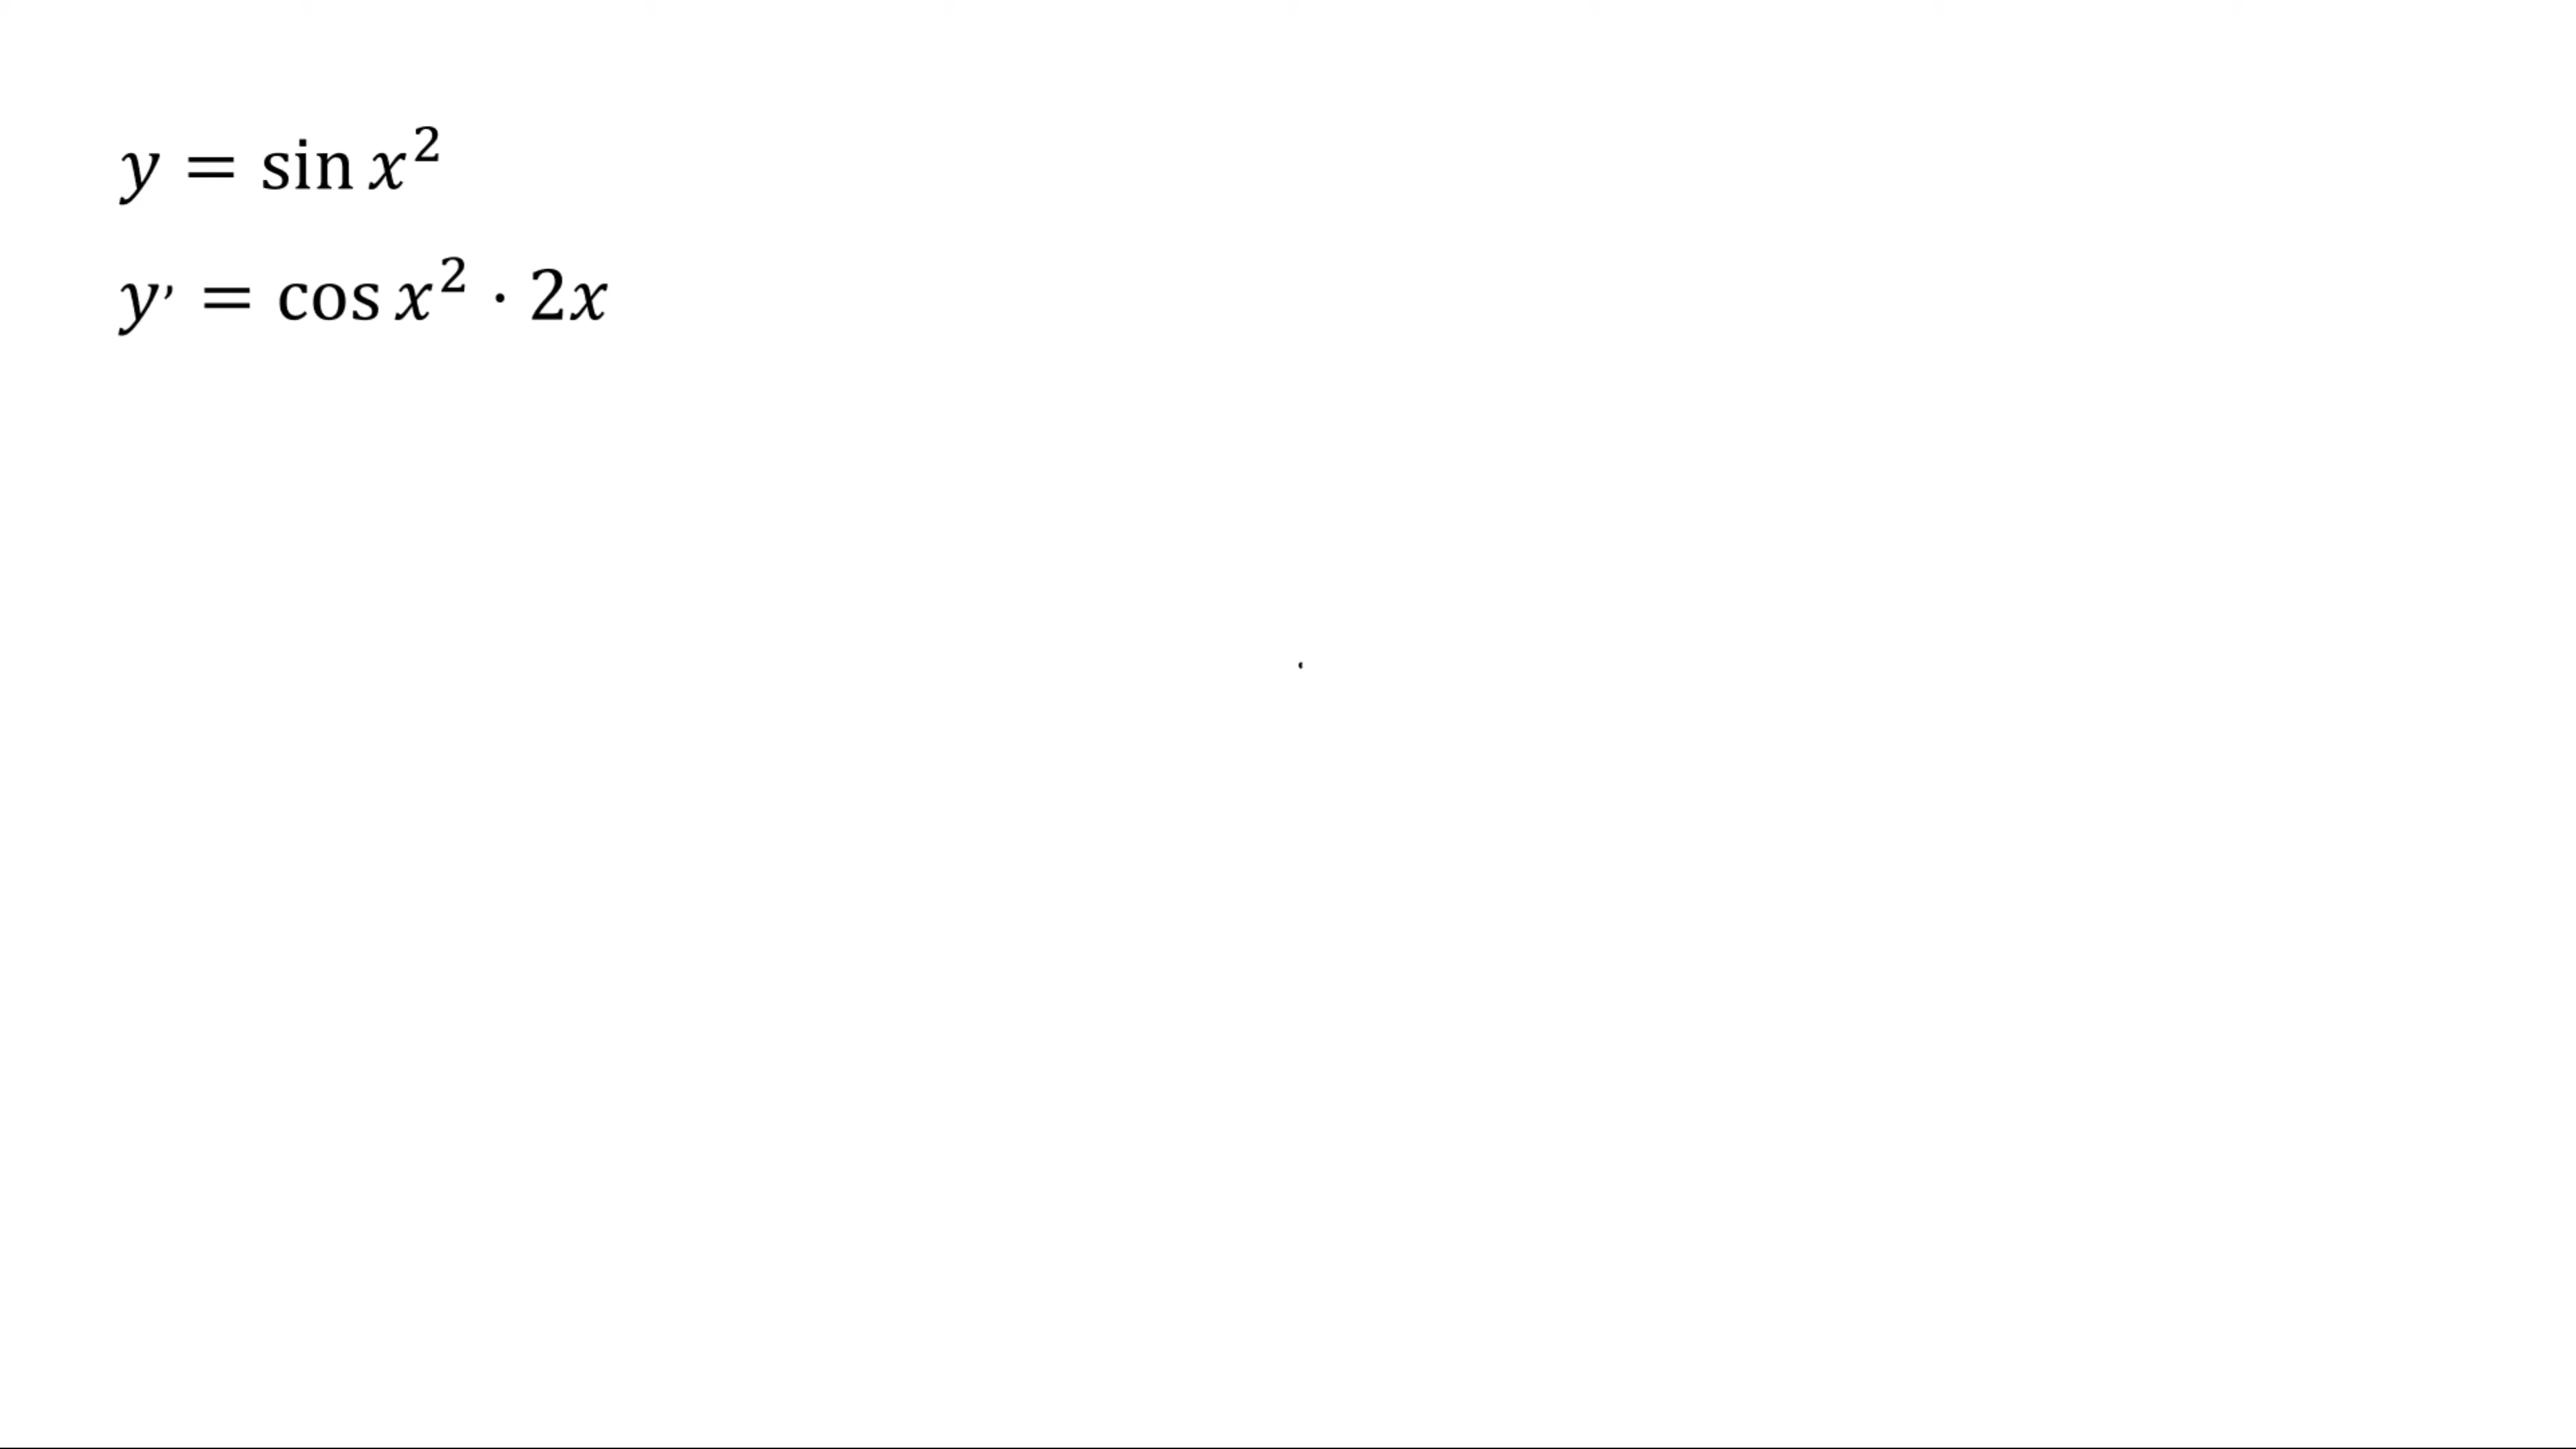 y = sin x²
y’ = cos x² · 2x